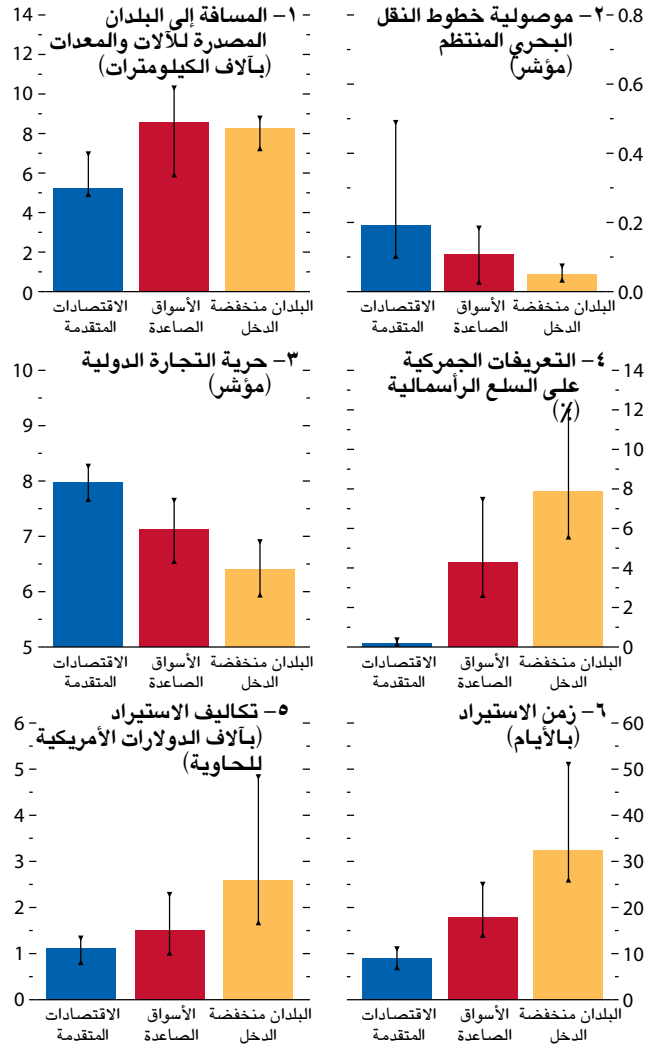 ١– المسافة إلى البلدان
المصدرة للآلات والمعدات
(بآلاف الكيلومترات)
14
12
10
8
6
4
2
0
الاقتصادات المتقدمة
الأسواق الصاعدة
البلدان منخفضة الدخل
٢– موصولية خطوط النقل
البحري المنتظم
(مؤشر)
0.8
0.6
0.4
0.2
0.0
الاقتصادات المتقدمة
الأسواق الصاعدة
البلدان منخفضة الدخل
٣– حرية التجارة الدولية
(مؤشر)
10
9
8
7
6
5
الاقتصادات المتقدمة
الأسواق الصاعدة
البلدان منخفضة الدخل
٤– التعريفات الجمركية
على السلع الرأسمالية
(٪)
14
12
10
8
6
4
2
0
الاقتصادات المتقدمة
الأسواق الصاعدة
البلدان منخفضة الدخل
٥– تكاليف الاستيراد
(بآلاف الدولارات الأمريكية
للحاوية)
6
5
4
3
2
1
0
الاقتصادات المتقدمة
الأسواق الصاعدة
البلدان منخفضة الدخل
٦– زمن الاستيراد
(بالأيام)
60
50
40
30
20
10
0
الاقتصادات المتقدمة
الأسواق الصاعدة
البلدان منخفضة الدخل